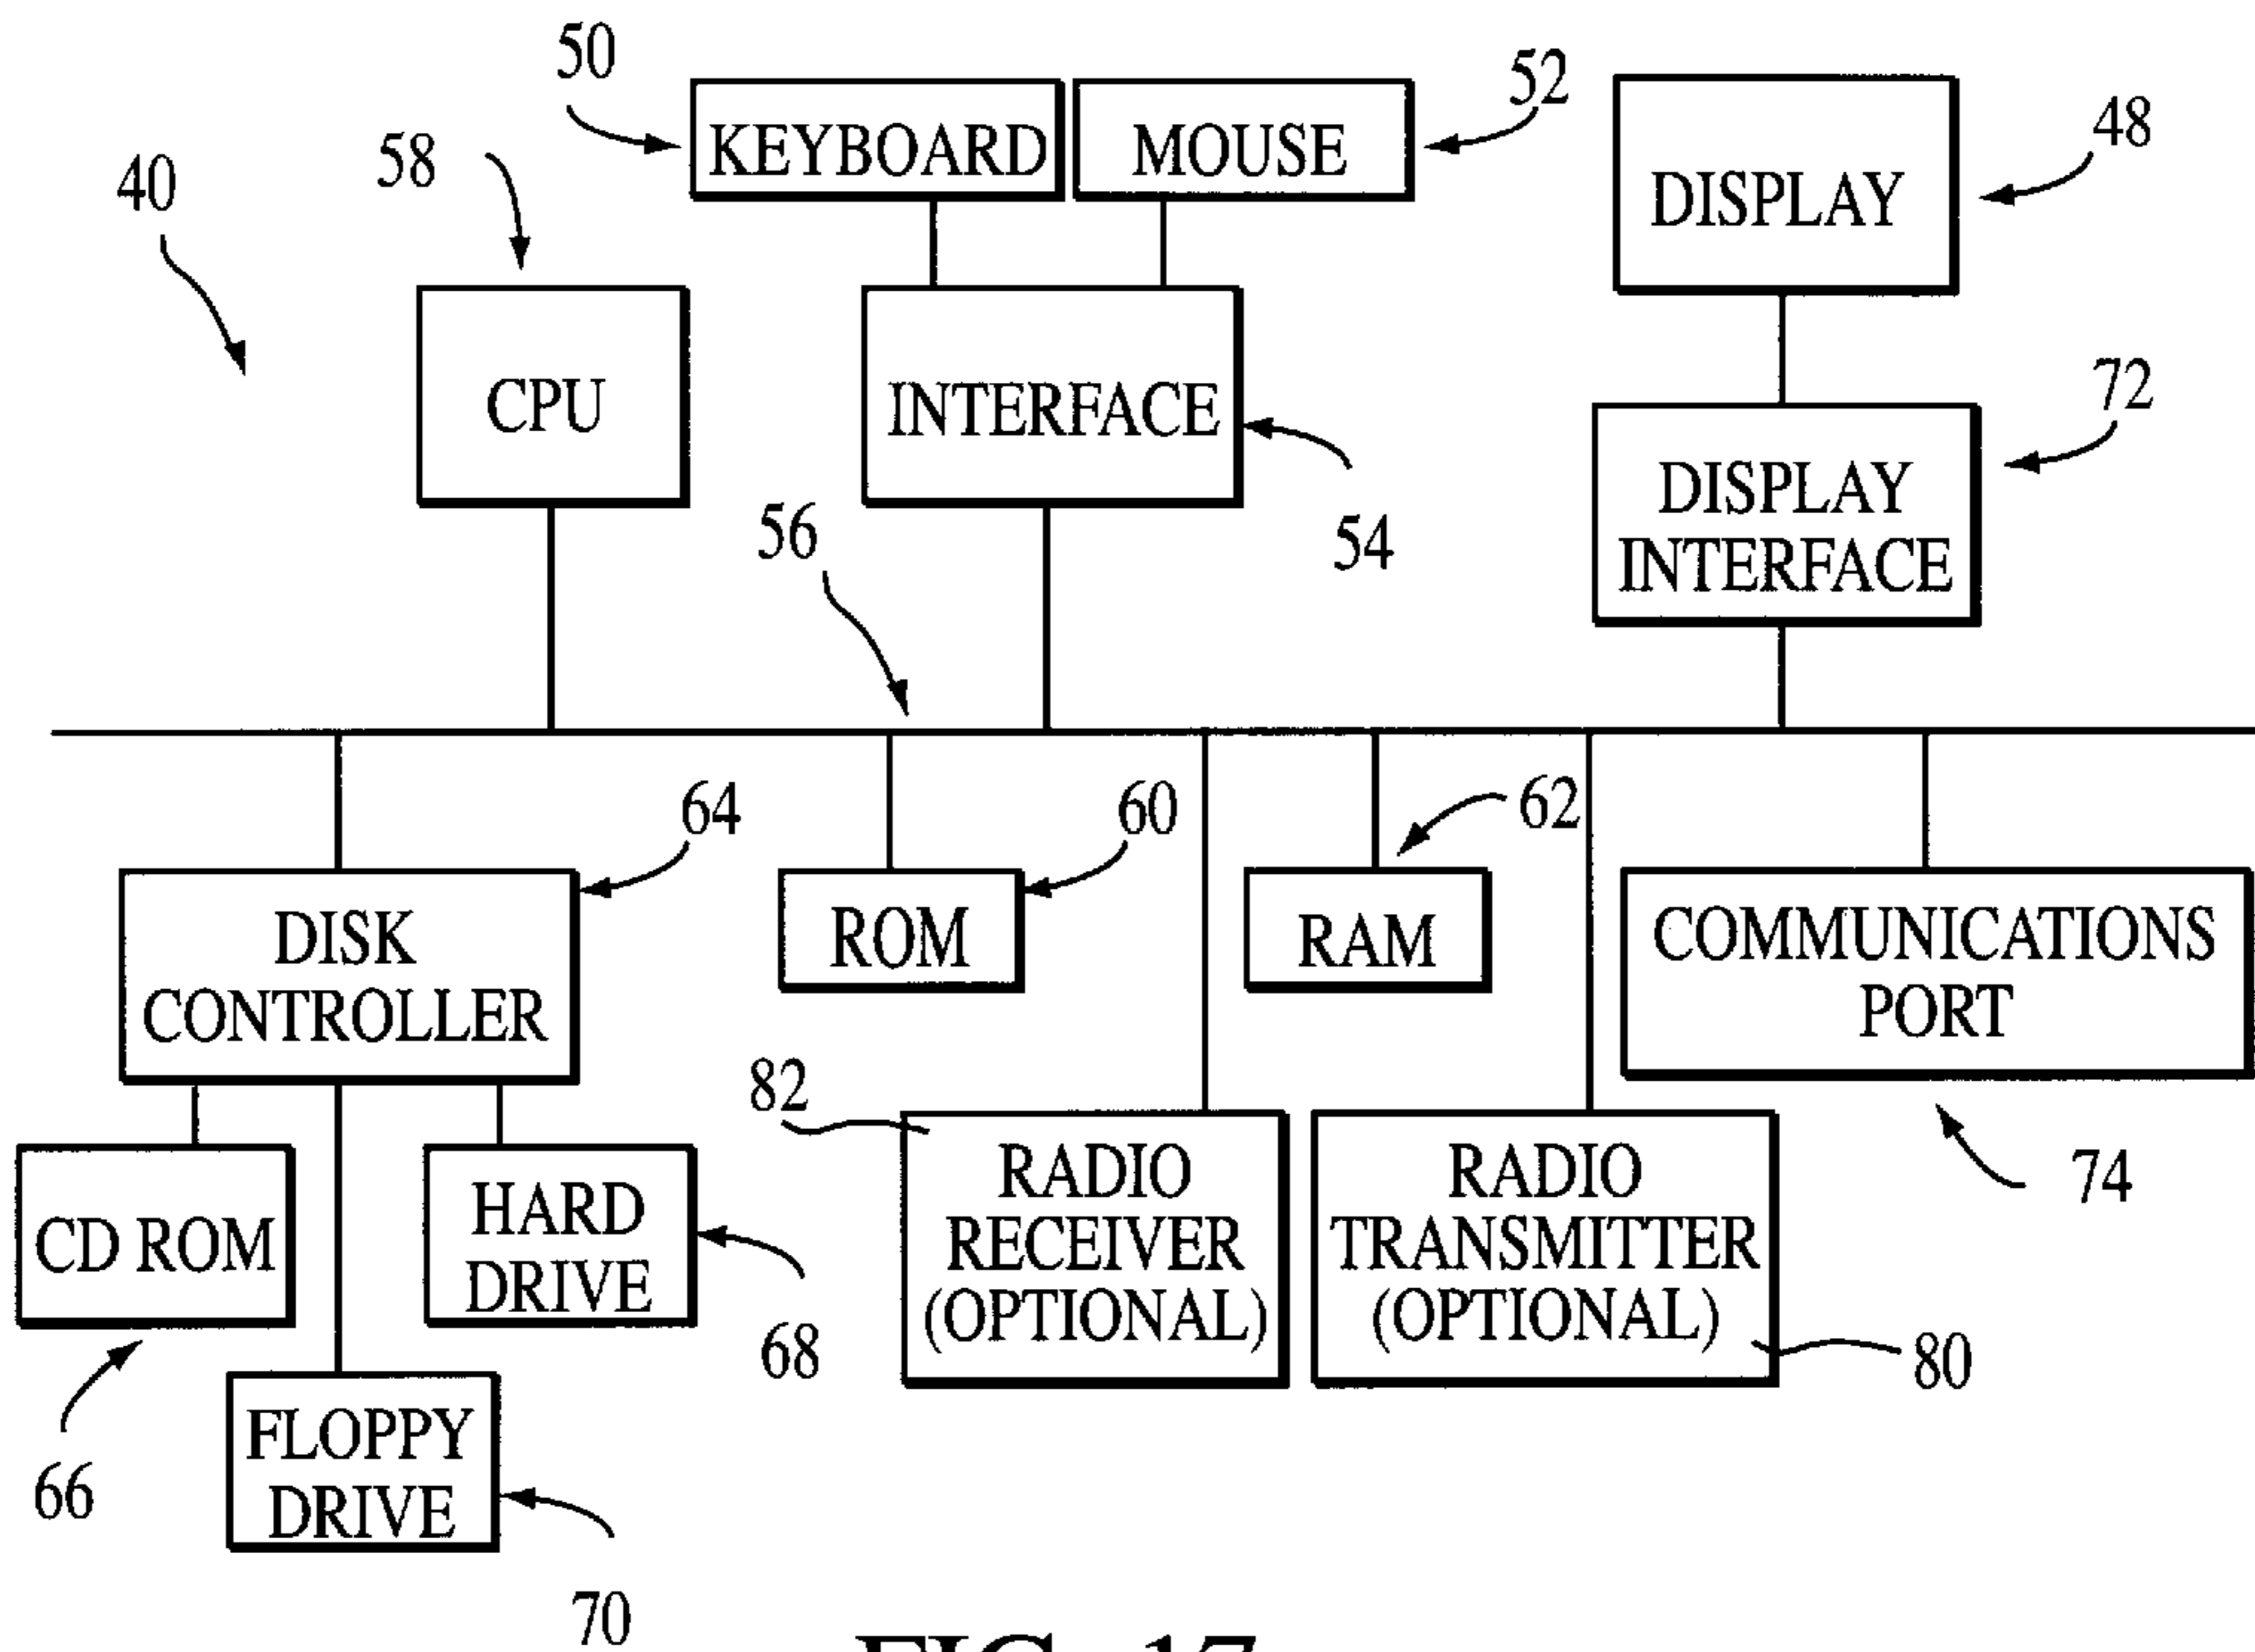 50
KEYBOARD
MOUSE
52
DISPLAY
48
40
58
CPU
INTERFACE
54
72
DISPLAY
INTERFACE
56
64
DISK
CONTROLLER
60
ROM
62
RAM
COMMUNICATIONS
PORT
74
82
RADIO
RECEIVER
(OPTIONAL)
RADIO
TRANSMITTER
(OPTIONAL)
80
CD ROM
66
HARD
DRIVE
68
FLOPPY
DRIVE
70
FIG. 17